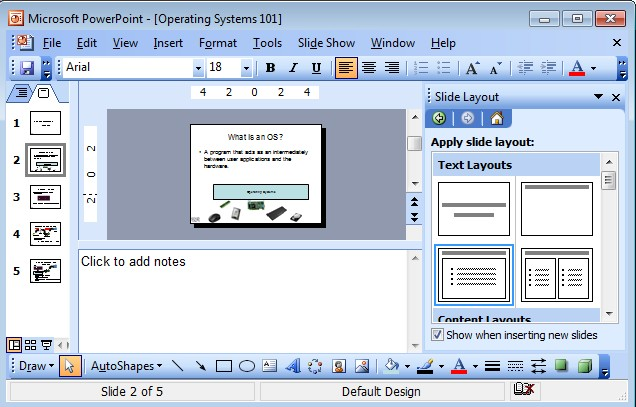 Microsoft PowerPoint - [Operating Systems 101]
File Edit View Insert Format Tools Slide Show Window Help
Arial 18 B I U A A A
4 2 0 2 4
Slide Layout
Apply slide layout:
Text Layouts
1
2
3
4
5
2 0 2
What is an OS?
• A program that acts as an intermediately
between user applications and the
hardware.
Operating Systems
Click to add notes
Content Layouts
Show when inserting new slides
Draw AutoShapes A A
Slide 2 of 5 Default Design